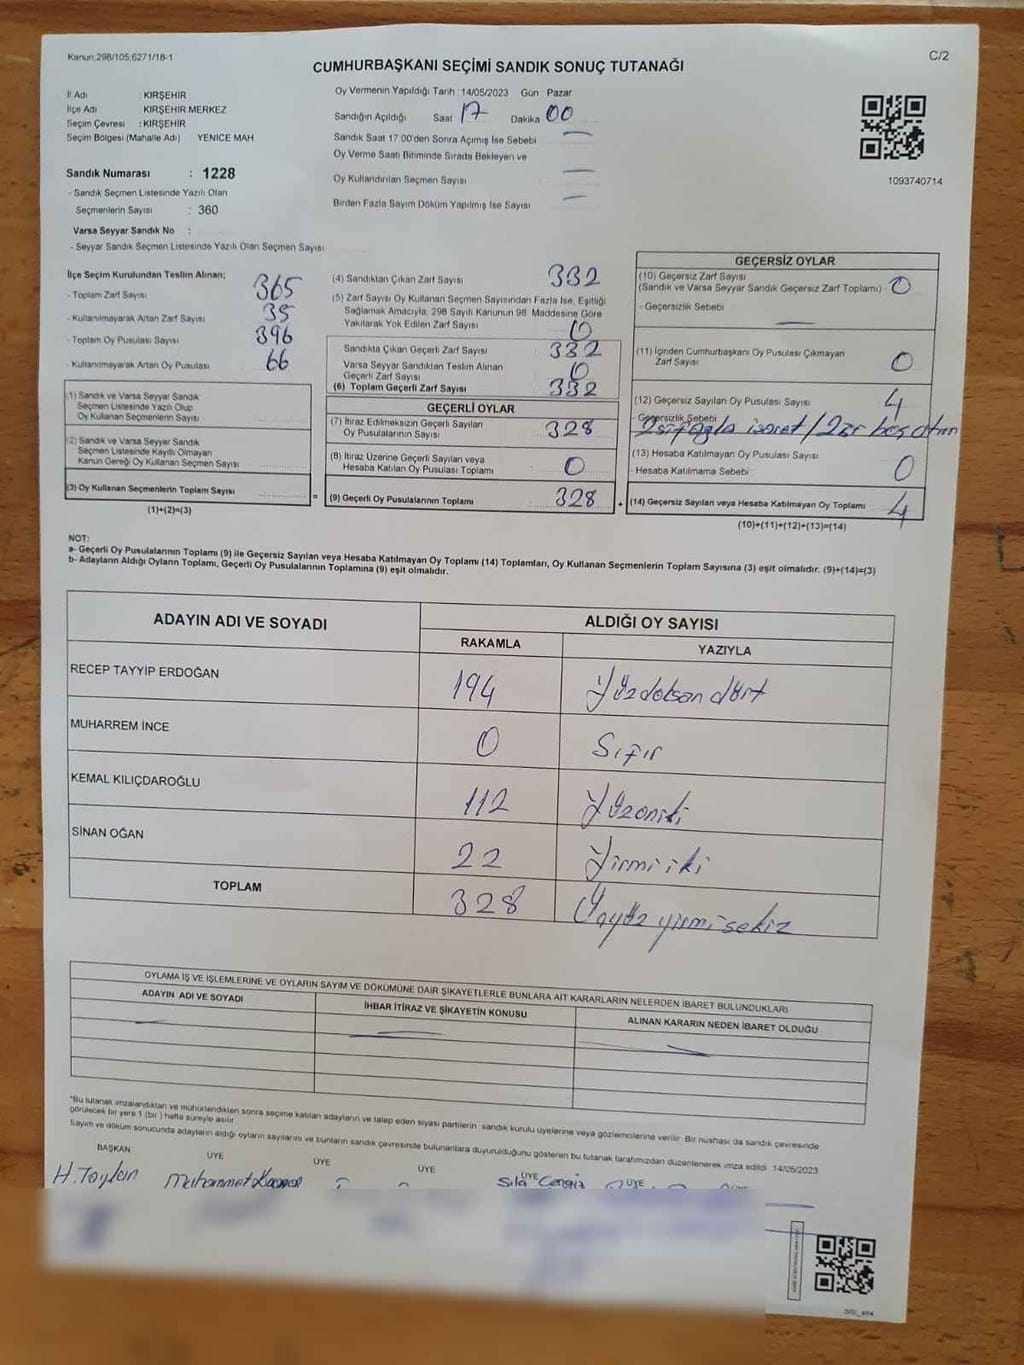 Kanun:298/105;6271/18-1
C/2
CUMHURBAŞKANI SEÇİMİ SANDIK SONUÇ TUTANAĞI
İl Adı : KIRŞEHİR
İlçe Adı : KIRŞEHİR MERKEZ
Seçim Çevresi : KIRŞEHİR
Seçim Bölgesi (Mahalle Adı) YENİCE MAH
Sandık Numarası : 1228
- Sandık Seçmen Listesinde Yazılı Olan
Seçmenlerin Sayısı : 360
Varsa Seyyar Sandık No :
- Seyyar Sandık Seçmen Listesinde Yazılı Olan Seçmen Sayısı
Oy Vermenin Yapıldığı Tarih : 14/05/2023 Gün Pazar
Sandığın Açıldığı Saat 17 Dakika 00
Sandık Saat 17.00'den Sonra Açımış İse Sebebi
Oy Verme Saati Bitiminde Sırada Bekleyen ve
Oy Kullandırılan Seçmen Sayısı
Birden Fazla Sayım Döküm Yapılmış İse Sayısı
1093740714
İlçe Seçim Kurulundan Teslim Alınan;
- Toplam Zarf Sayısı 365
- Kullanılmayarak Artan Zarf Sayısı 35
- Toplam Oy Pusulası Sayısı 396
- Kullanılmayarak Artan Oy Pusulası 66
(1) Sandık ve Varsa Seyyar Sandık
Seçmen Listesinde Yazılı Olup
Oy Kullanan Seçmenlerin Sayısı
(2) Sandık ve Varsa Seyyar Sandık
Seçmen Listesinde Kayıtlı Olmayan
Kanun Gereği Oy Kullanan Seçmen Sayısı
(3) Oy Kullanan Seçmenlerin Toplam Sayısı
(1)+(2)=(3)
(4) Sandıktan Çıkan Zarf Sayısı 332
(5) Zarf Sayısı Oy Kullanan Seçmen Sayısından Fazla İse, Eşitliği
Sağlamak Amacıyla, 298 Sayılı Kanunun 98. Maddesine Göre
Yakılarak Yok Edilen Zarf Sayısı 0
Sandıkta Çıkan Geçerli Zarf Sayısı 332
Varsa Seyyar Sandıktan Teslim Alınan
Geçerli Zarf Sayısı 0
(6) Toplam Geçerli Zarf Sayısı 332
GEÇERLİ OYLAR
(7) İtiraz Edilmeksizin Geçerli Sayılan
Oy Pusulalarının Sayısı 328
(8) İtiraz Üzerine Geçerli Sayılan veya
Hesaba Katılan Oy Pusulası Toplamı 0
= (9) Geçerli Oy Pusulalarının Toplamı 328
GEÇERSİZ OYLAR
(10) Geçersiz Zarf Sayısı
(Sandık ve Varsa Seyyar Sandık Geçersiz Zarf Toplamı) 0
- Geçersizlik Sebebi
(11) İçinden Cumhurbaşkanı Oy Pusulası Çıkmayan
Zarf Sayısı 0
(12) Geçersiz Sayılan Oy Pusulası Sayısı 4
- Geçersizlik Sebebi
(13) Hesaba Katılmayan Oy Pusulası Sayısı 0
- Hesaba Katılmama Sebebi
+ (14) Geçersiz Sayılan veya Hesaba Katılmayan Oy Toplamı 4
(10)+(11)+(12)+(13)=(14)
NOT:
a- Geçerli Oy Pusulalarının Toplamı (9) ile Geçersiz Sayılan veya Hesaba Katılmayan Oy Toplamı (14) Toplamları, Oy Kullanan Seçmenlerin Toplam Sayısına (3) eşit olmalıdır. (9)+(14)=(3)
b- Adayların Aldığı Oyların Toplamı, Geçerli Oy Pusulalarının Toplamına (9) eşit olmalıdır.
ADAYIN ADI VE SOYADI ALDIĞI OY SAYISI
RAKAMLA YAZIYLA
RECEP TAYYİP ERDOĞAN 194 Yüzdoksan dört
MUHARREM İNCE 0 Sıfır
KEMAL KILIÇDAROĞLU 112 Yüzoniki
SİNAN OĞAN 22 Yirmi iki
TOPLAM 328 Üçyüz yirmi sekiz
OYLAMA İŞ VE İŞLEMLERİNE VE OYLARIN SAYIM VE DÖKÜMÜNE DAİR ŞİKAYETLERLE BUNLARA AİT KARARLARIN NELERDEN İBARET BULUNDUKLARI
ADAYIN ADI VE SOYADI İHBAR İTİRAZ VE ŞİKAYETİN KONUSU ALINAN KARARIN NEDEN İBARET OLDUĞU
*Bu tutanak imzalandıktan ve mühürlendikten sonra seçime katılan adayların ve talep eden siyasi partilerin sandık kurulu üyelerine veya gözlemcilerine verilir. Bir nüshası da sandık çevresinde
görülecek bir yere 1 (bir) hafta süreyle asılır.
Sayım ve döküm sonucunda adayların aldığı oyların sayılarını ve bunların sandık çevresinde bulunanlara duyurulduğunu gösteren bu tutanak tarafımızdan düzenlenerek imza edildi. 14/05/2023
BAŞKAN ÜYE ÜYE ÜYE ÜYE ÜYE ÜYE
H. Taylan Muhammet Sıla Cengiz